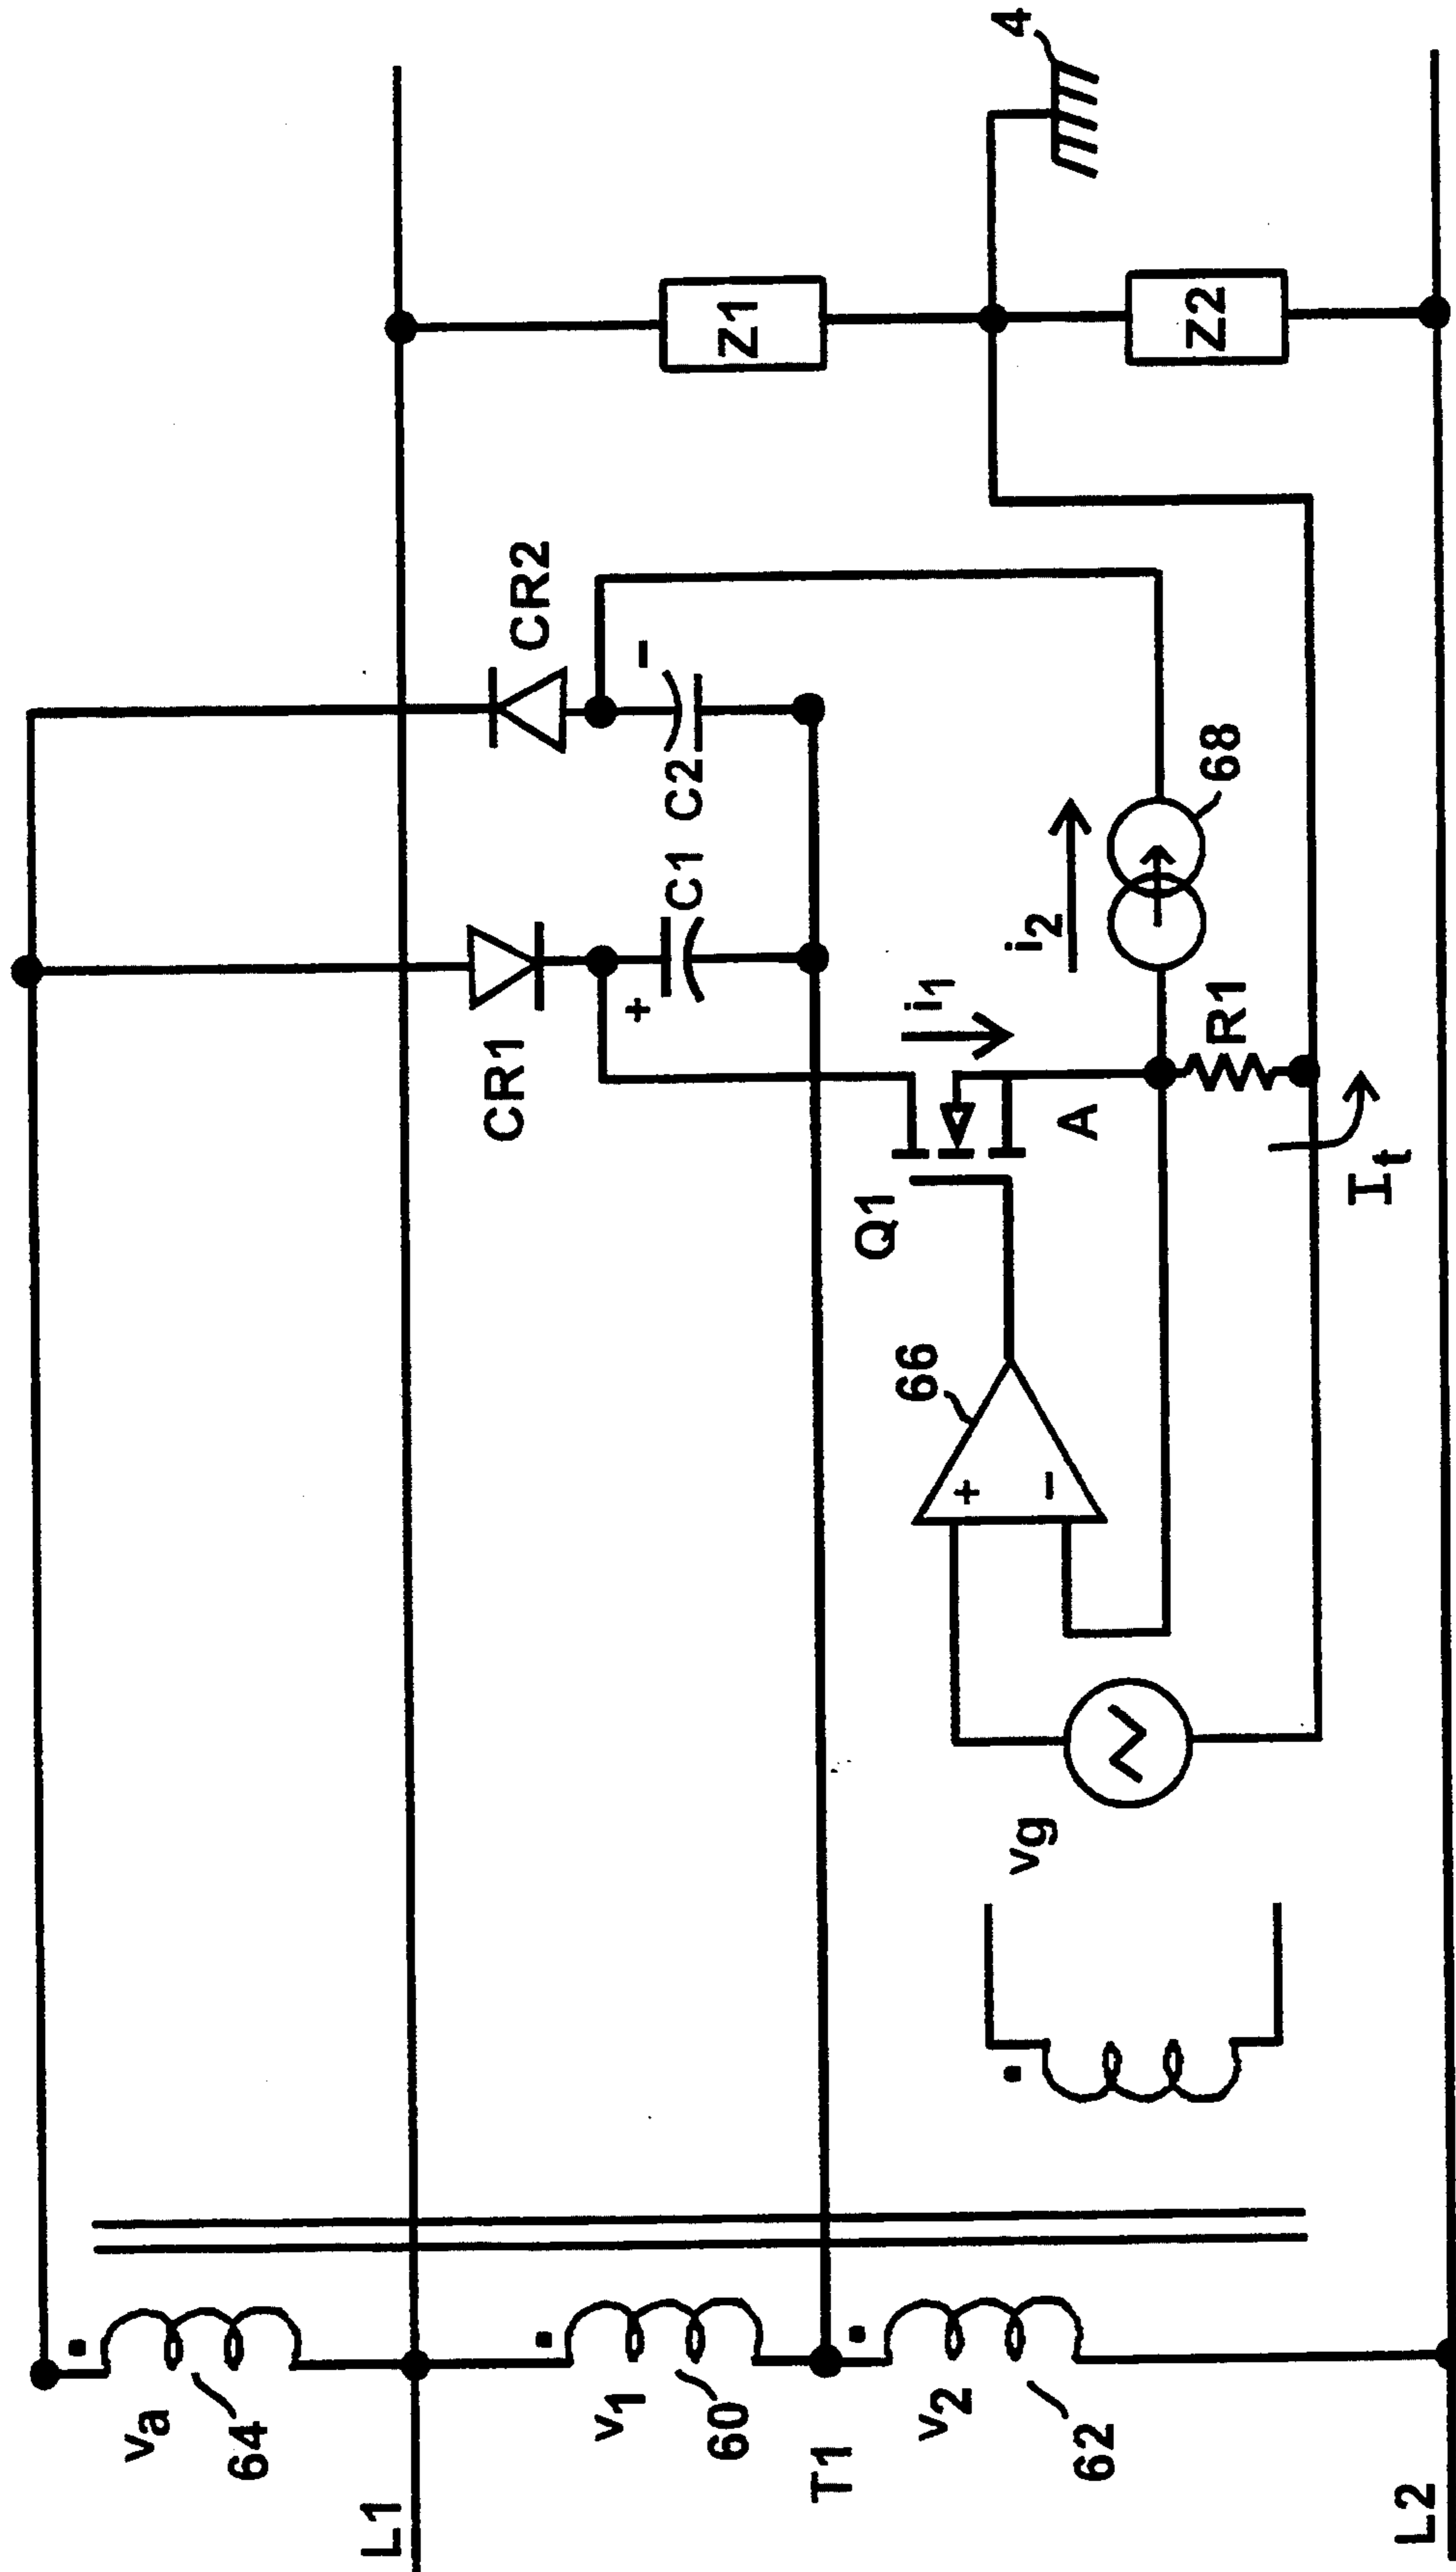 va
64
L1
v1
60
T1
v2
62
L2
vg
66
+
-
Q1
A
i1
i2
68
R1
It
CR1
+
C1
C2
-
CR2
Z1
Z2
4